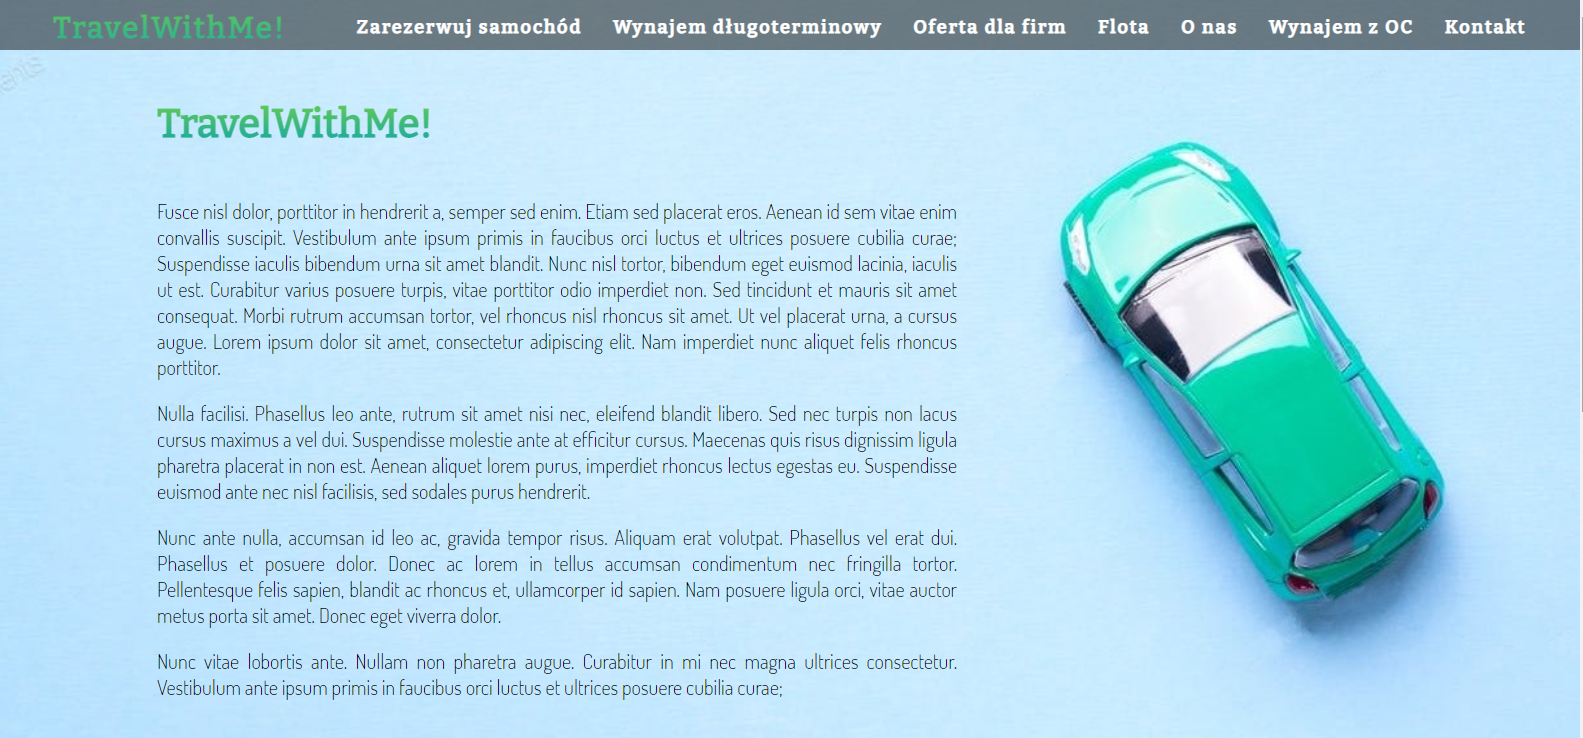 TravelWithMe! Zarezerwuj samochód Wynajem długoterminowy Oferta dla firm Flota O nas Wynajem z OC Kontakt
TravelWithMe!
Fusce nisl dolor, porttitor in hendrerit a, semper sed enim. Etiam sed placerat eros. Aenean id sem vitae enim
convallis suscipit. Vestibulum ante ipsum primis in faucibus orci luctus et ultrices posuere cubilia curae;
Suspendisse iaculis bibendum urna sit amet blandit. Nunc nisl tortor, bibendum eget euismod lacinia, iaculis
ut est. Curabitur varius posuere turpis, vitae porttitor odio imperdiet non. Sed tincidunt et mauris sit amet
consequat. Morbi rutrum accumsan tortor, vel rhoncus nisl rhoncus sit amet. Ut vel placerat urna, a cursus
augue. Lorem ipsum dolor sit amet, consectetur adipiscing elit. Nam imperdiet nunc aliquet felis rhoncus
porttitor.
Nulla facilisi. Phasellus leo ante, rutrum sit amet nisi nec, eleifend blandit libero. Sed nec turpis non lacus
cursus maximus a vel dui. Suspendisse molestie ante at efficitur cursus. Maecenas quis risus dignissim ligula
pharetra placerat in non est. Aenean aliquet lorem purus, imperdiet rhoncus lectus egestas eu. Suspendisse
euismod ante nec nisl facilisis, sed sodales purus hendrerit.
Nunc ante nulla, accumsan id leo ac, gravida tempor risus. Aliquam erat volutpat. Phasellus vel erat dui.
Phasellus et posuere dolor. Donec ac lorem in tellus accumsan condimentum nec fringilla tortor.
Pellentesque felis sapien, blandit ac rhoncus et, ullamcorper id sapien. Nam posuere ligula orci, vitae auctor
metus porta sit amet. Donec eget viverra dolor.
Nunc vitae lobortis ante. Nullam non pharetra augue. Curabitur in mi nec magna ultrices consectetur.
Vestibulum ante ipsum primis in faucibus orci luctus et ultrices posuere cubilia curae;